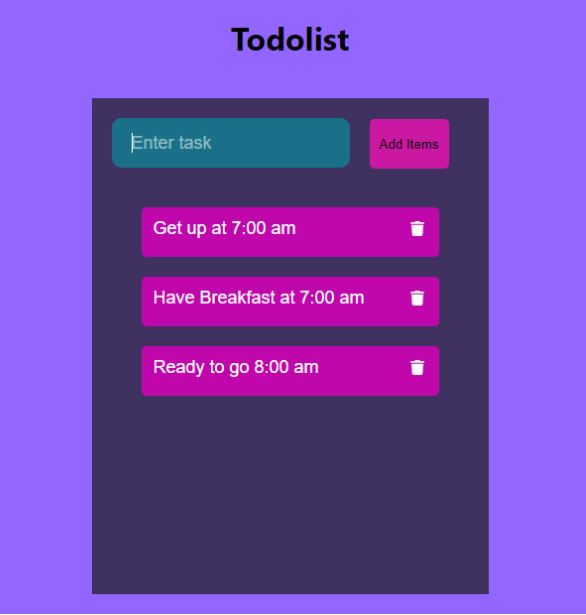 Todolist
Enter task
Add Items
Get up at 7:00 am
Have Breakfast at 7:00 am
Ready to go 8:00 am